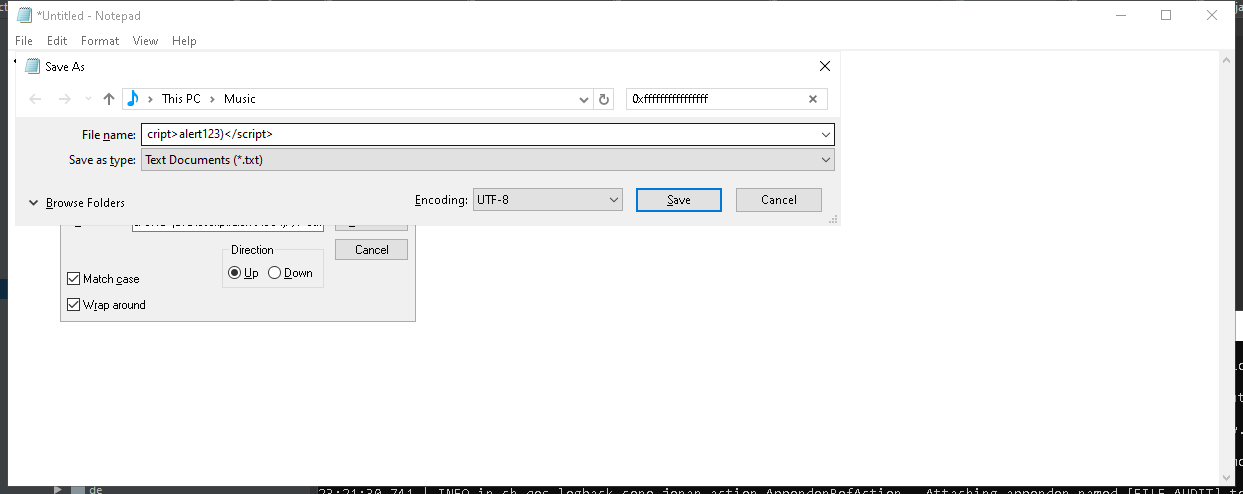 *Untitled - Notepad
File Edit Format View Help
Save As
This PC > Music
0xffffffffffffffff
File name: cript>alert123)</script>
Save as type: Text Documents (*.txt)
Browse Folders
Encoding: UTF-8
Save
Cancel
Cancel
Direction
Up Down
Match case
Wrap around
de
23:21:30,741 | INFO in ch.qos.logback.core.joran.action.AppenderRefAction - Attaching appender named [FILE_AUDIT] t